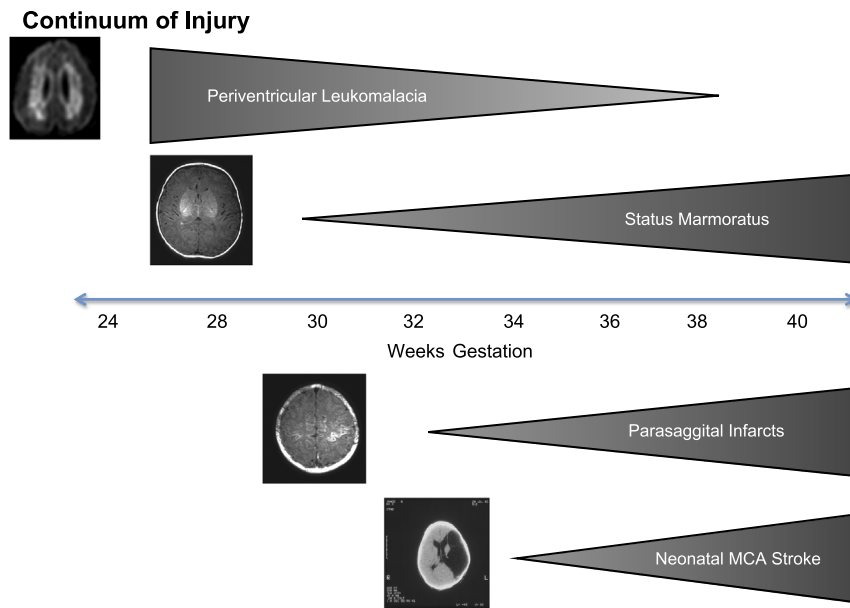 Continuum of Injury
Periventricular Leukomalacia
Status Marmoratus
24 28 30 32 34 36 38 40
Weeks Gestation
Parasaggital Infarcts
Neonatal MCA Stroke
R
L